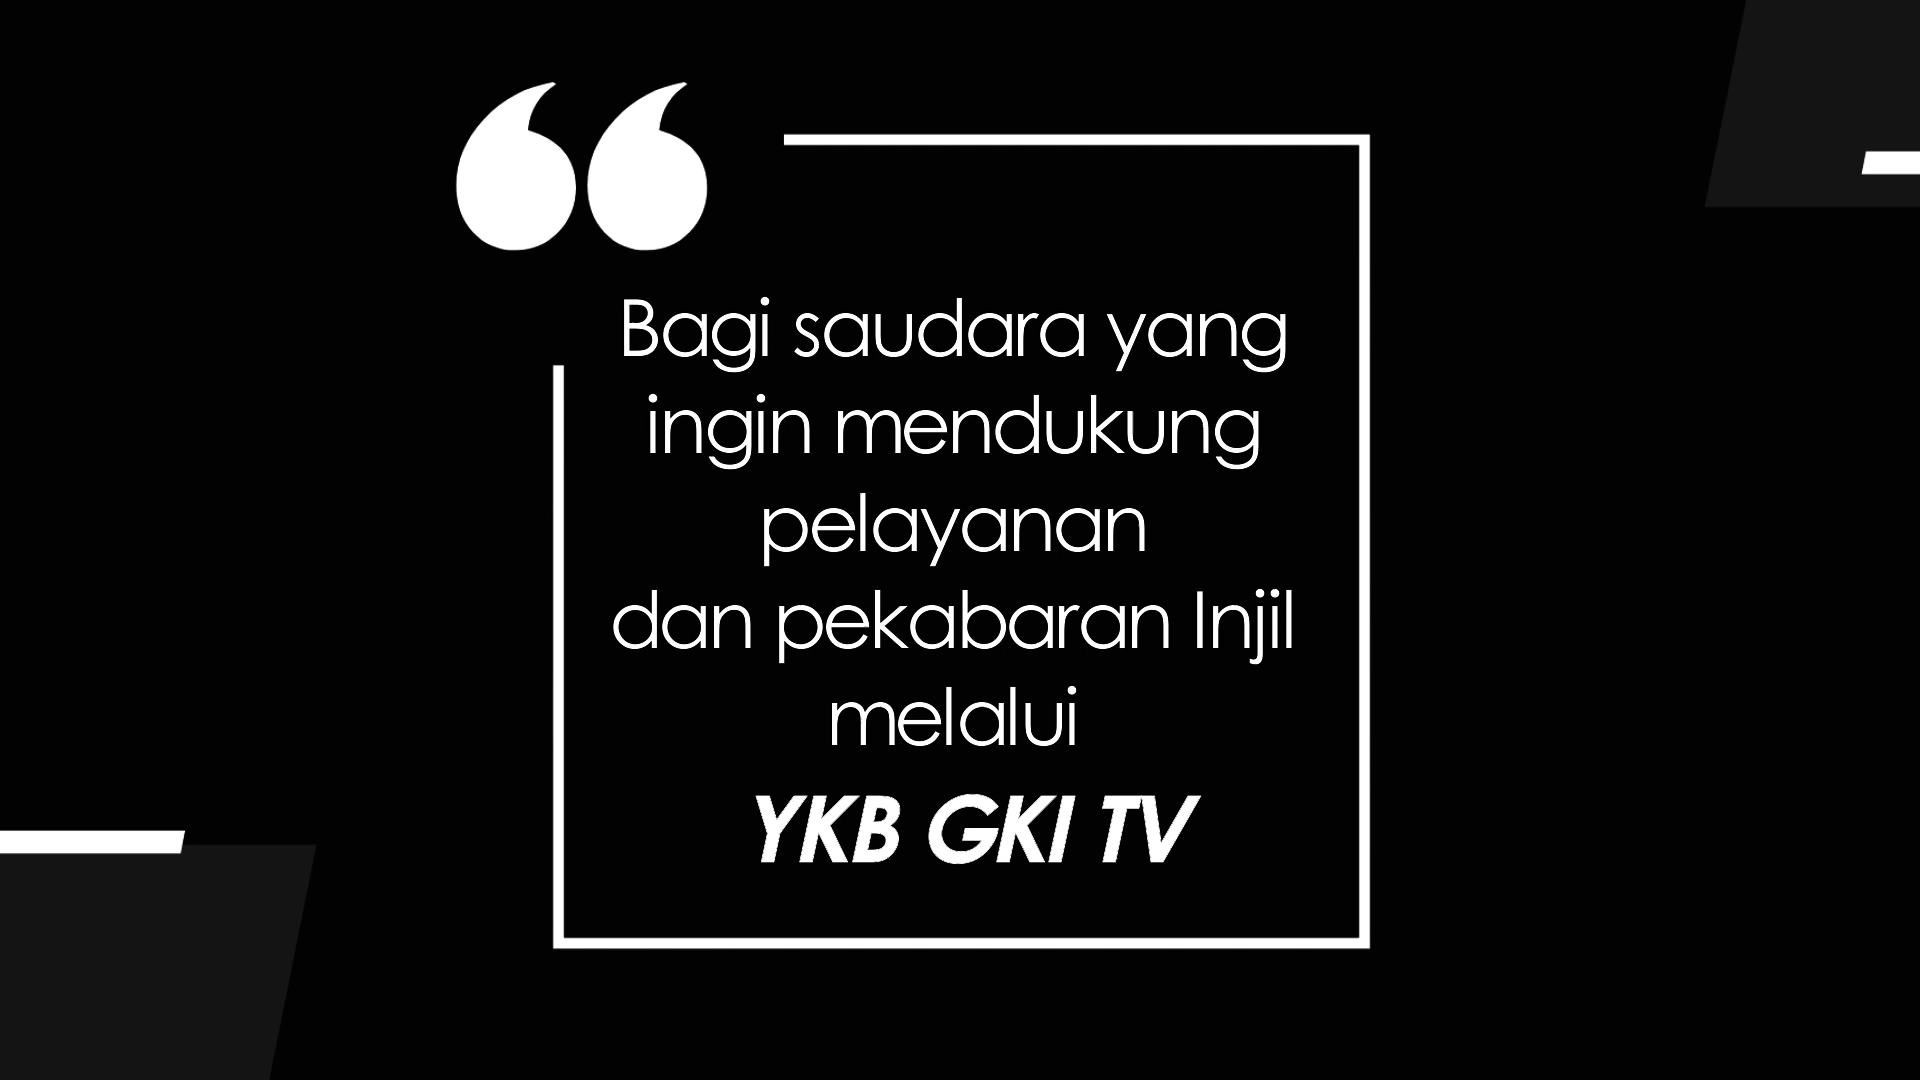 Bagi saudara yang
ingin mendukung
pelayanan
dan pekabaran Injil
melalui
YKB GKI TV